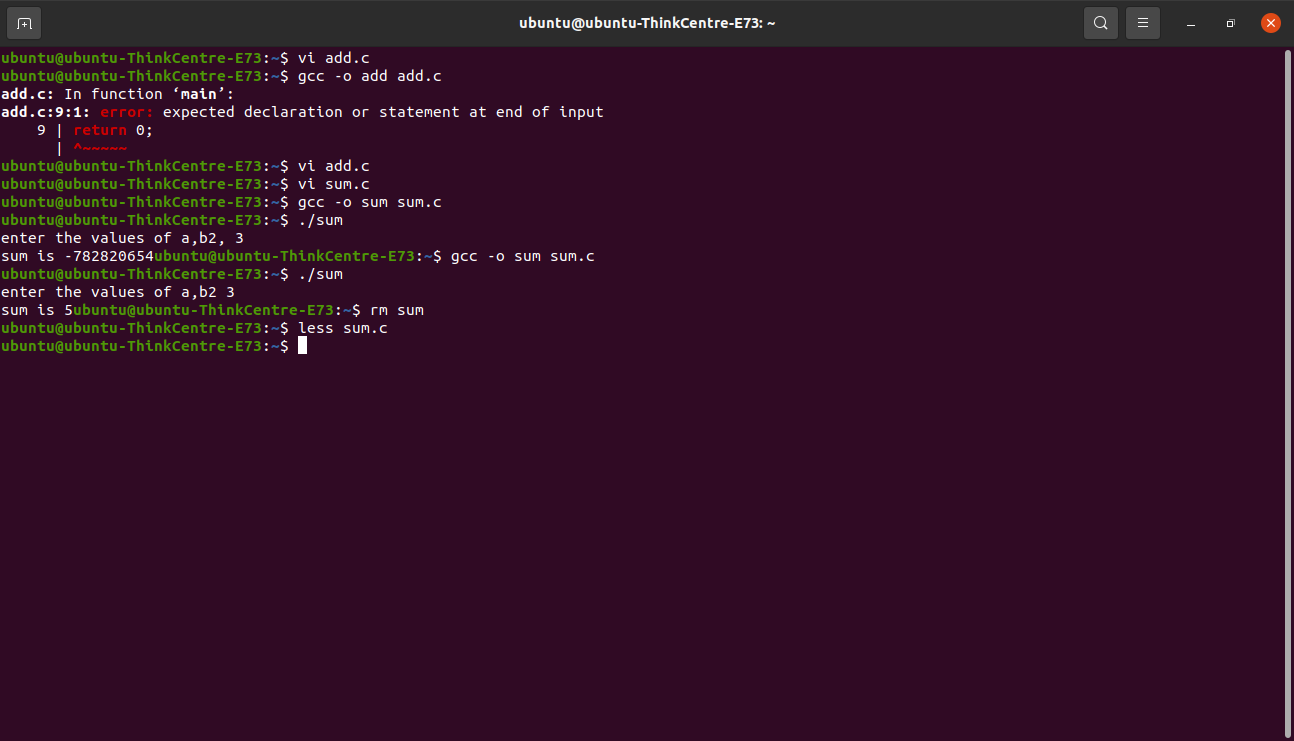 ubuntu@ubuntu-ThinkCentre-E73: ~
ubuntu@ubuntu-ThinkCentre-E73:~$ vi add.c
ubuntu@ubuntu-ThinkCentre-E73:~$ gcc -o add add.c
add.c: In function ‘main’:
add.c:9:1: error: expected declaration or statement at end of input
    9 | return 0;
      | ^~~~~~
ubuntu@ubuntu-ThinkCentre-E73:~$ vi add.c
ubuntu@ubuntu-ThinkCentre-E73:~$ vi sum.c
ubuntu@ubuntu-ThinkCentre-E73:~$ gcc -o sum sum.c
ubuntu@ubuntu-ThinkCentre-E73:~$ ./sum
enter the values of a,b2, 3
sum is -782820654ubuntu@ubuntu-ThinkCentre-E73:~$ gcc -o sum sum.c
ubuntu@ubuntu-ThinkCentre-E73:~$ ./sum
enter the values of a,b2 3
sum is 5ubuntu@ubuntu-ThinkCentre-E73:~$ rm sum
ubuntu@ubuntu-ThinkCentre-E73:~$ less sum.c
ubuntu@ubuntu-ThinkCentre-E73:~$